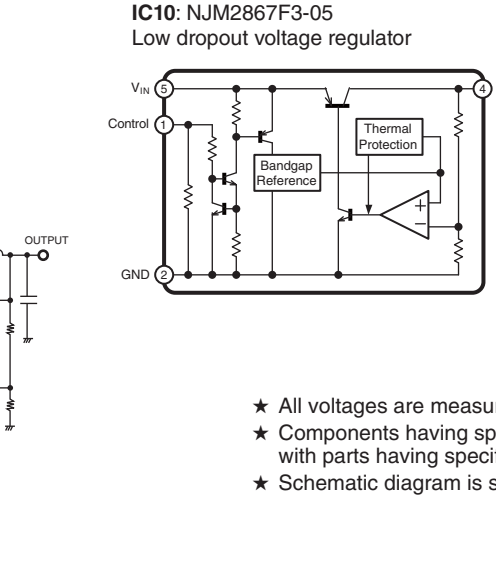 IC10: NJM2867F3-05
Low dropout voltage regulator
VIN 5
4
Control 1
Thermal
Protection
Bandgap
Reference
+
−
OUTPUT
GND 2
★ All voltages are measu
★ Components having sp
with parts having specif
★ Schematic diagram is s